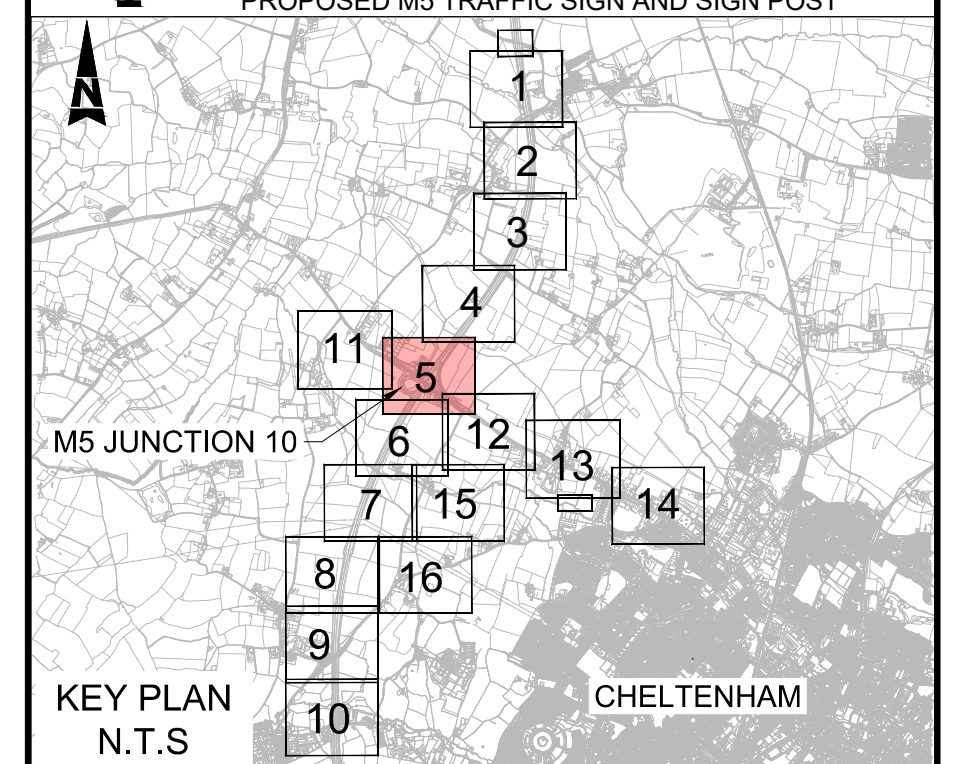 PROPOSED M5 TRAFFIC SIGN AND SIGN POST
N
1
2
3
4
11
5
M5 JUNCTION 10
6
12
13
7
15
14
8
16
9
10
KEY PLAN
N.T.S
CHELTENHAM